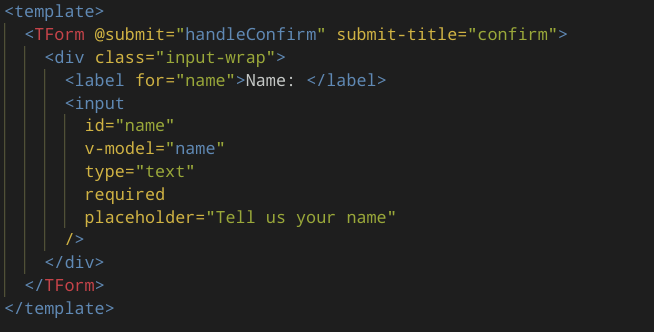 <template>
<TForm @submit="handleConfirm" submit-title="confirm">
<div class="input-wrap">
<label for="name">Name: </label>
<input
id="name"
v-model="name"
type="text"
required
placeholder="Tell us your name"
/>
</div>
</TForm>
</template>